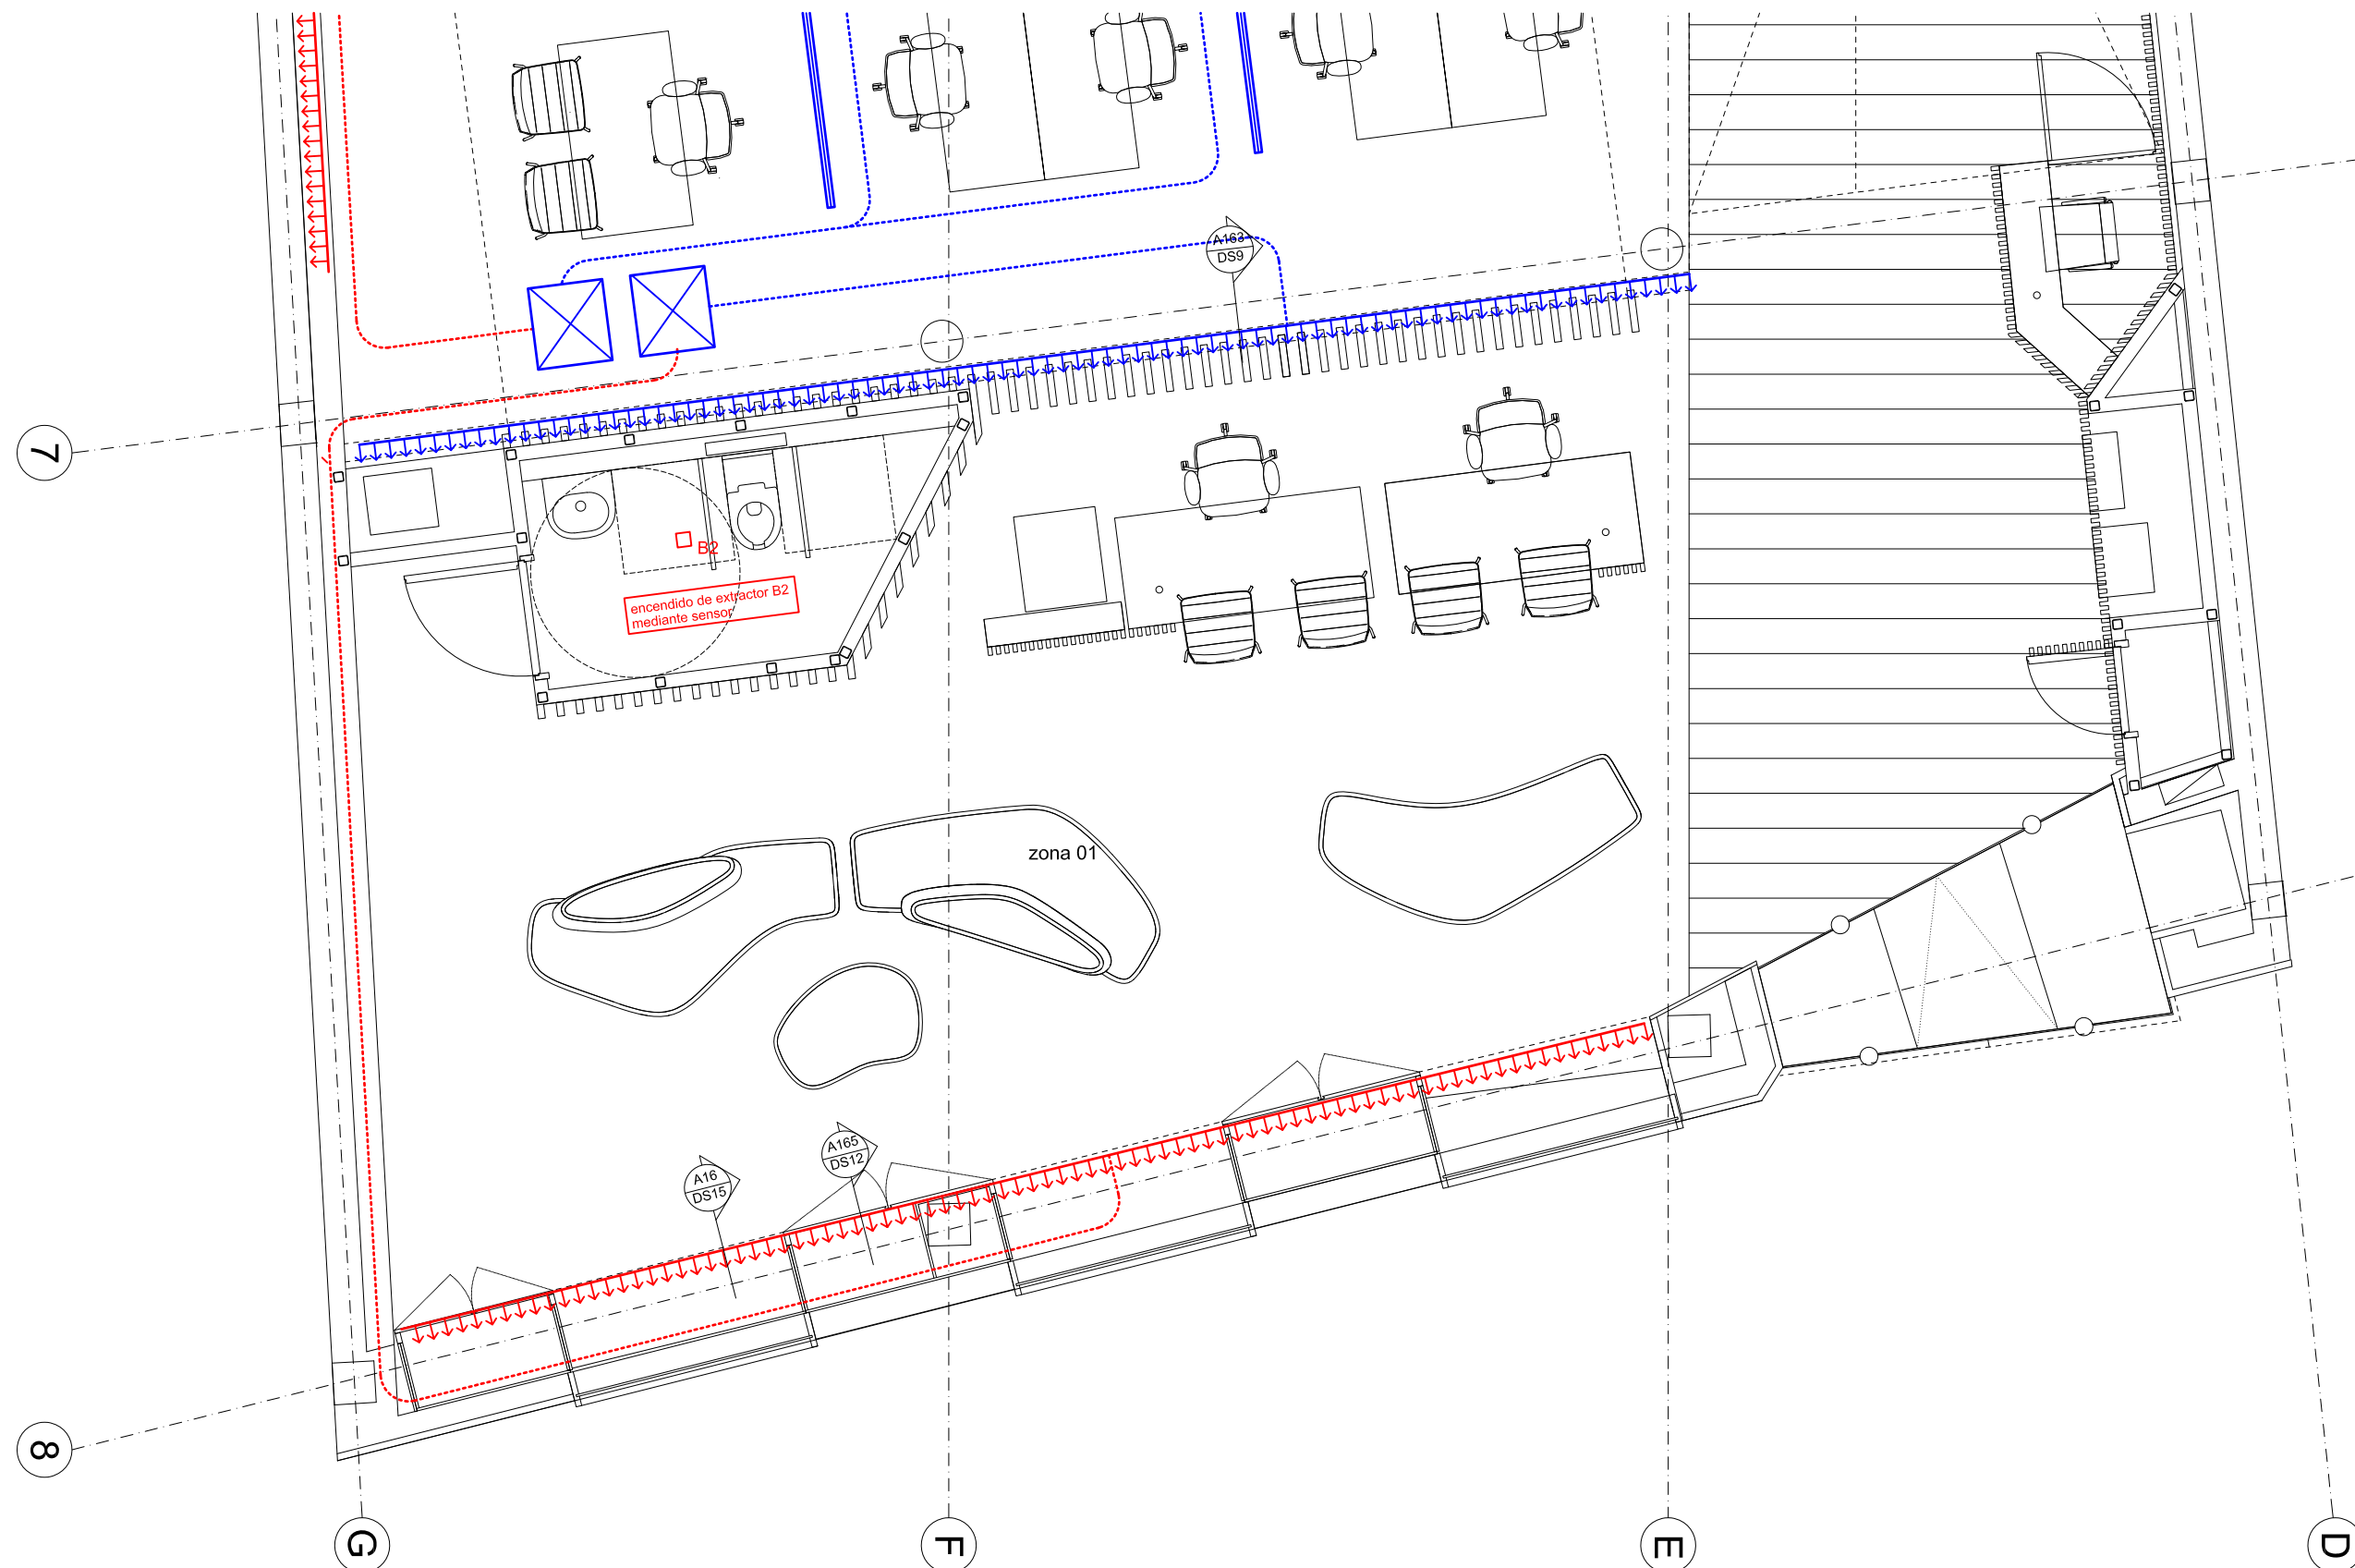 A163
DS9
7
B2
encendido de extractor B2
mediante sensor
zona 01
A165
DS12
A16
DS15
8
G
F
E
D